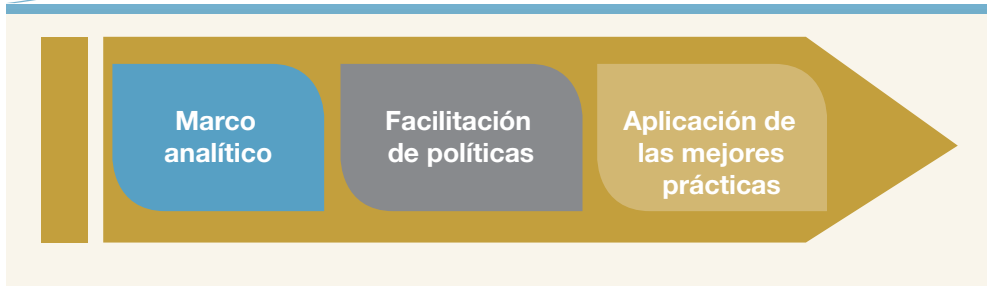 Marco
analítico
Facilitación
de políticas
Aplicación de
las mejores
prácticas